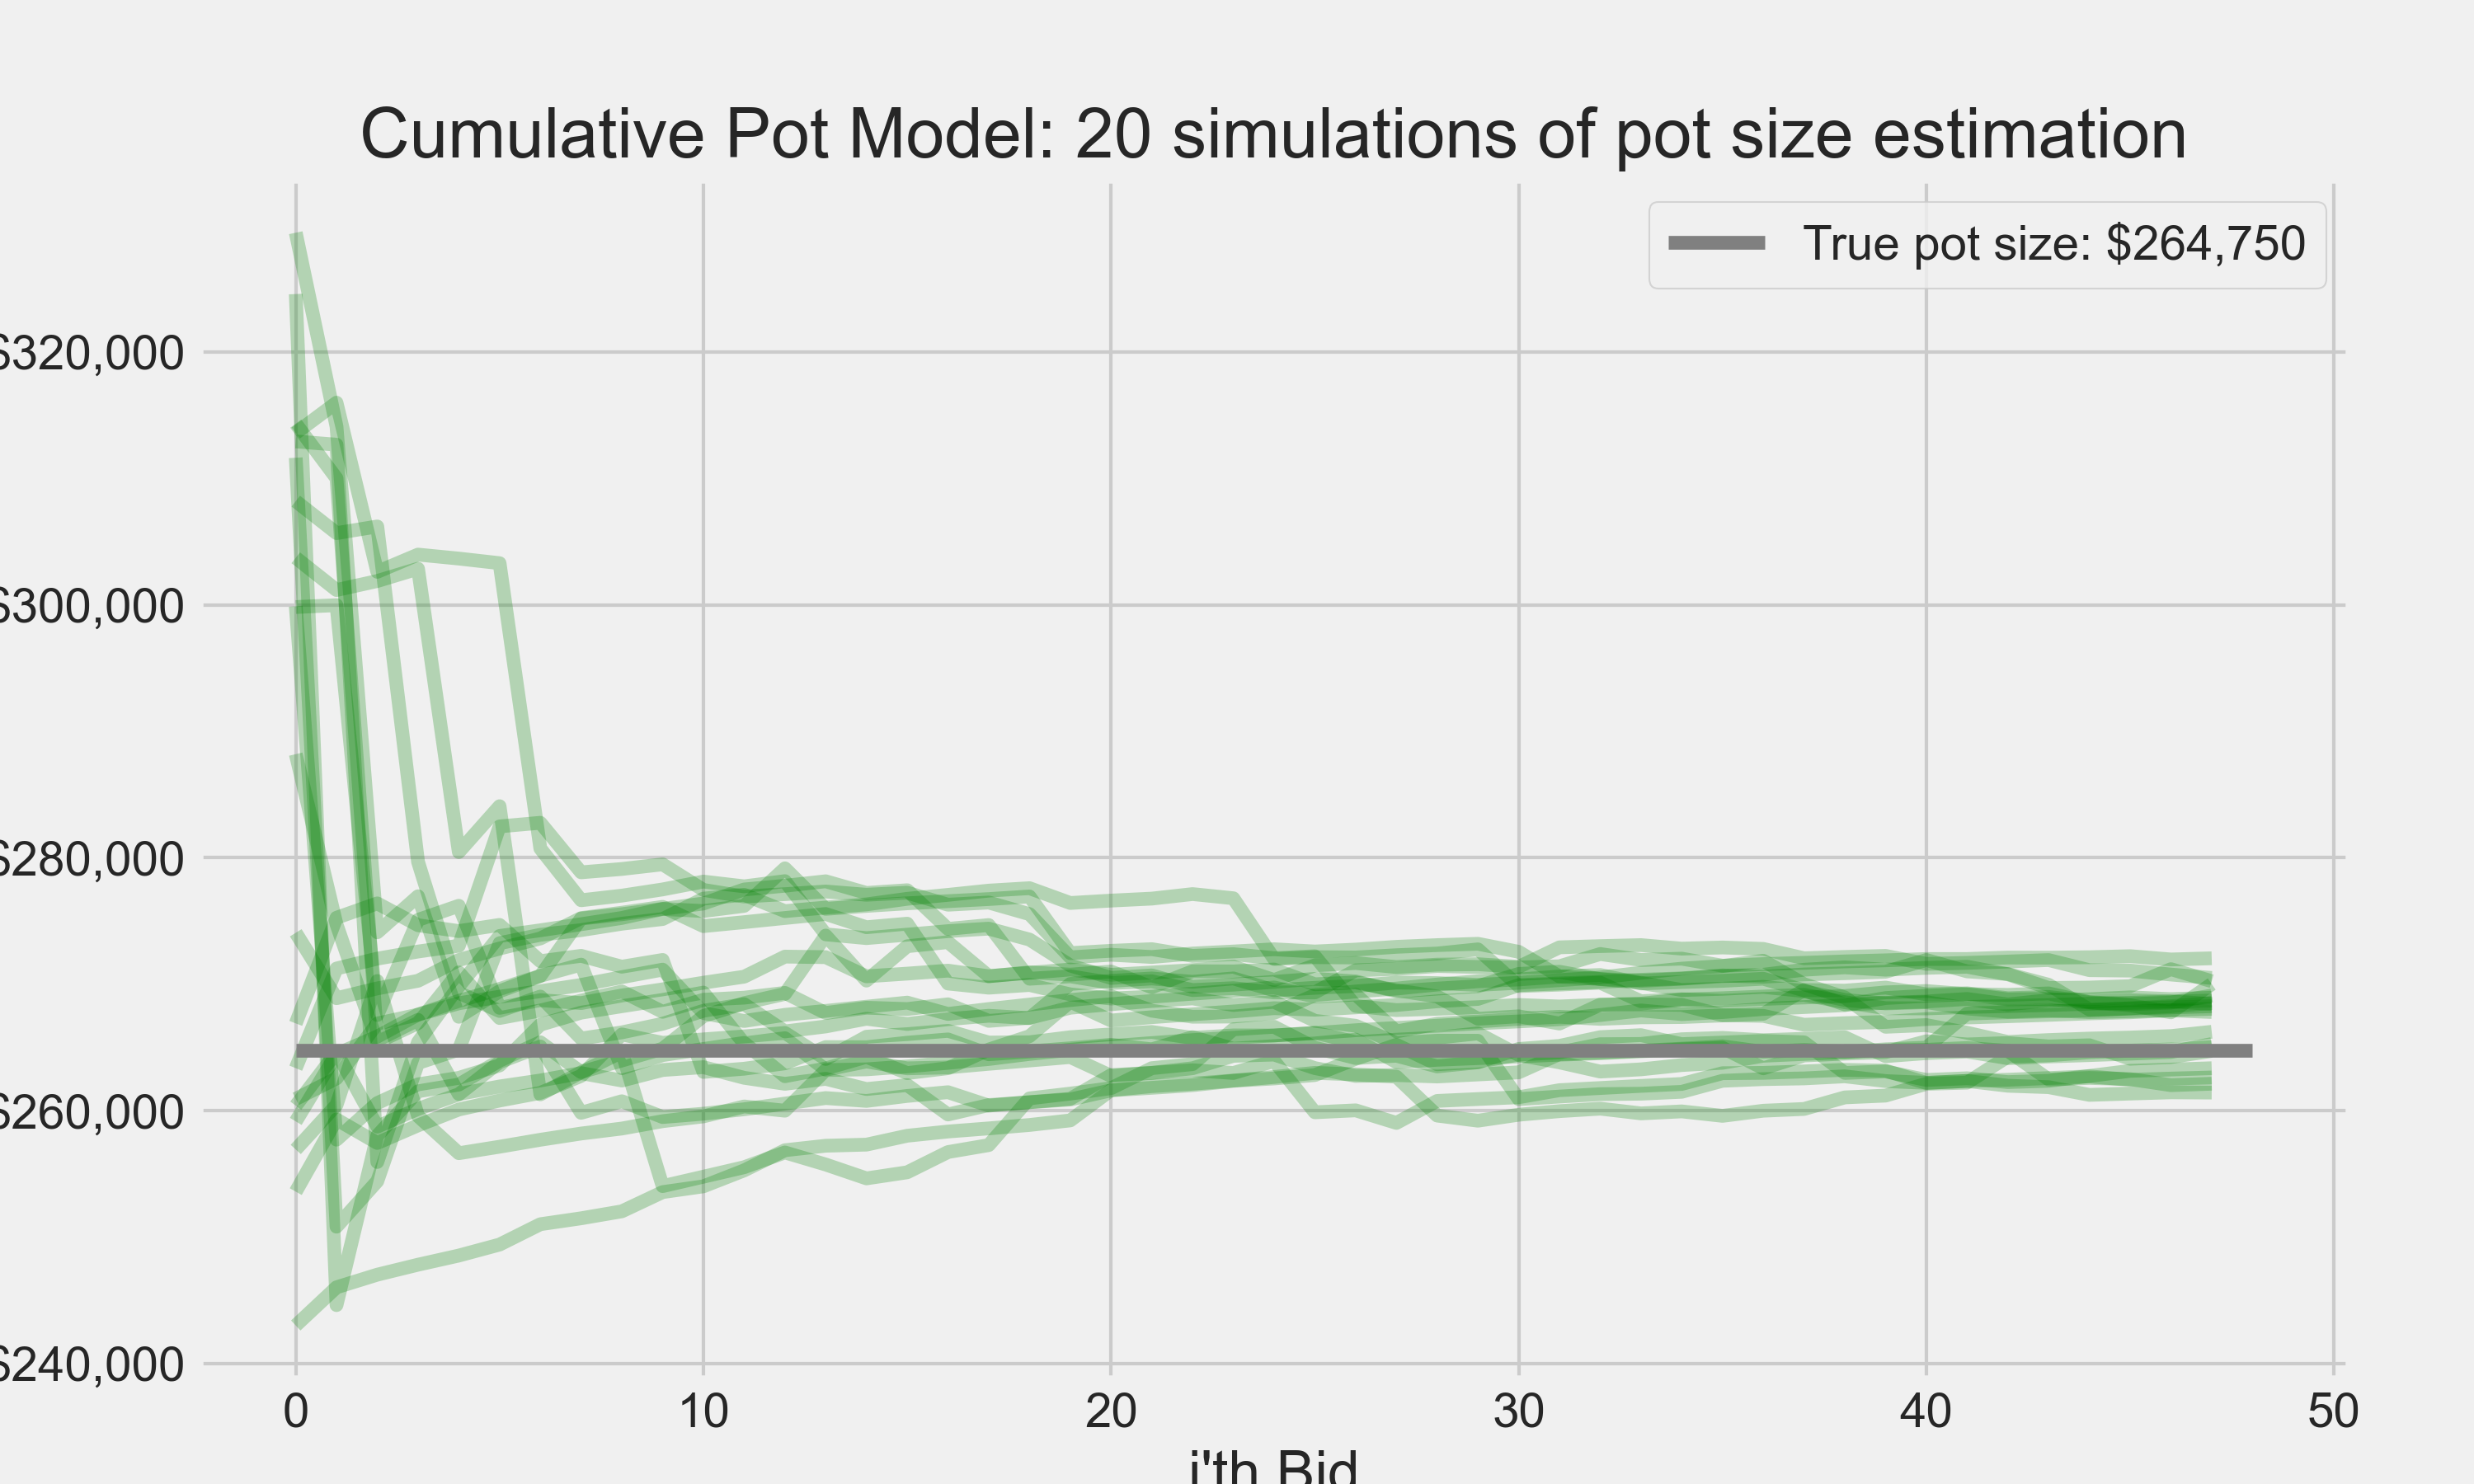 Cumulative Pot Model: 20 simulations of pot size estimation
True pot size: $264,750
$320,000
$300,000
$280,000
$260,000
$240,000
0 10 20 30 40 50
i'th Bid